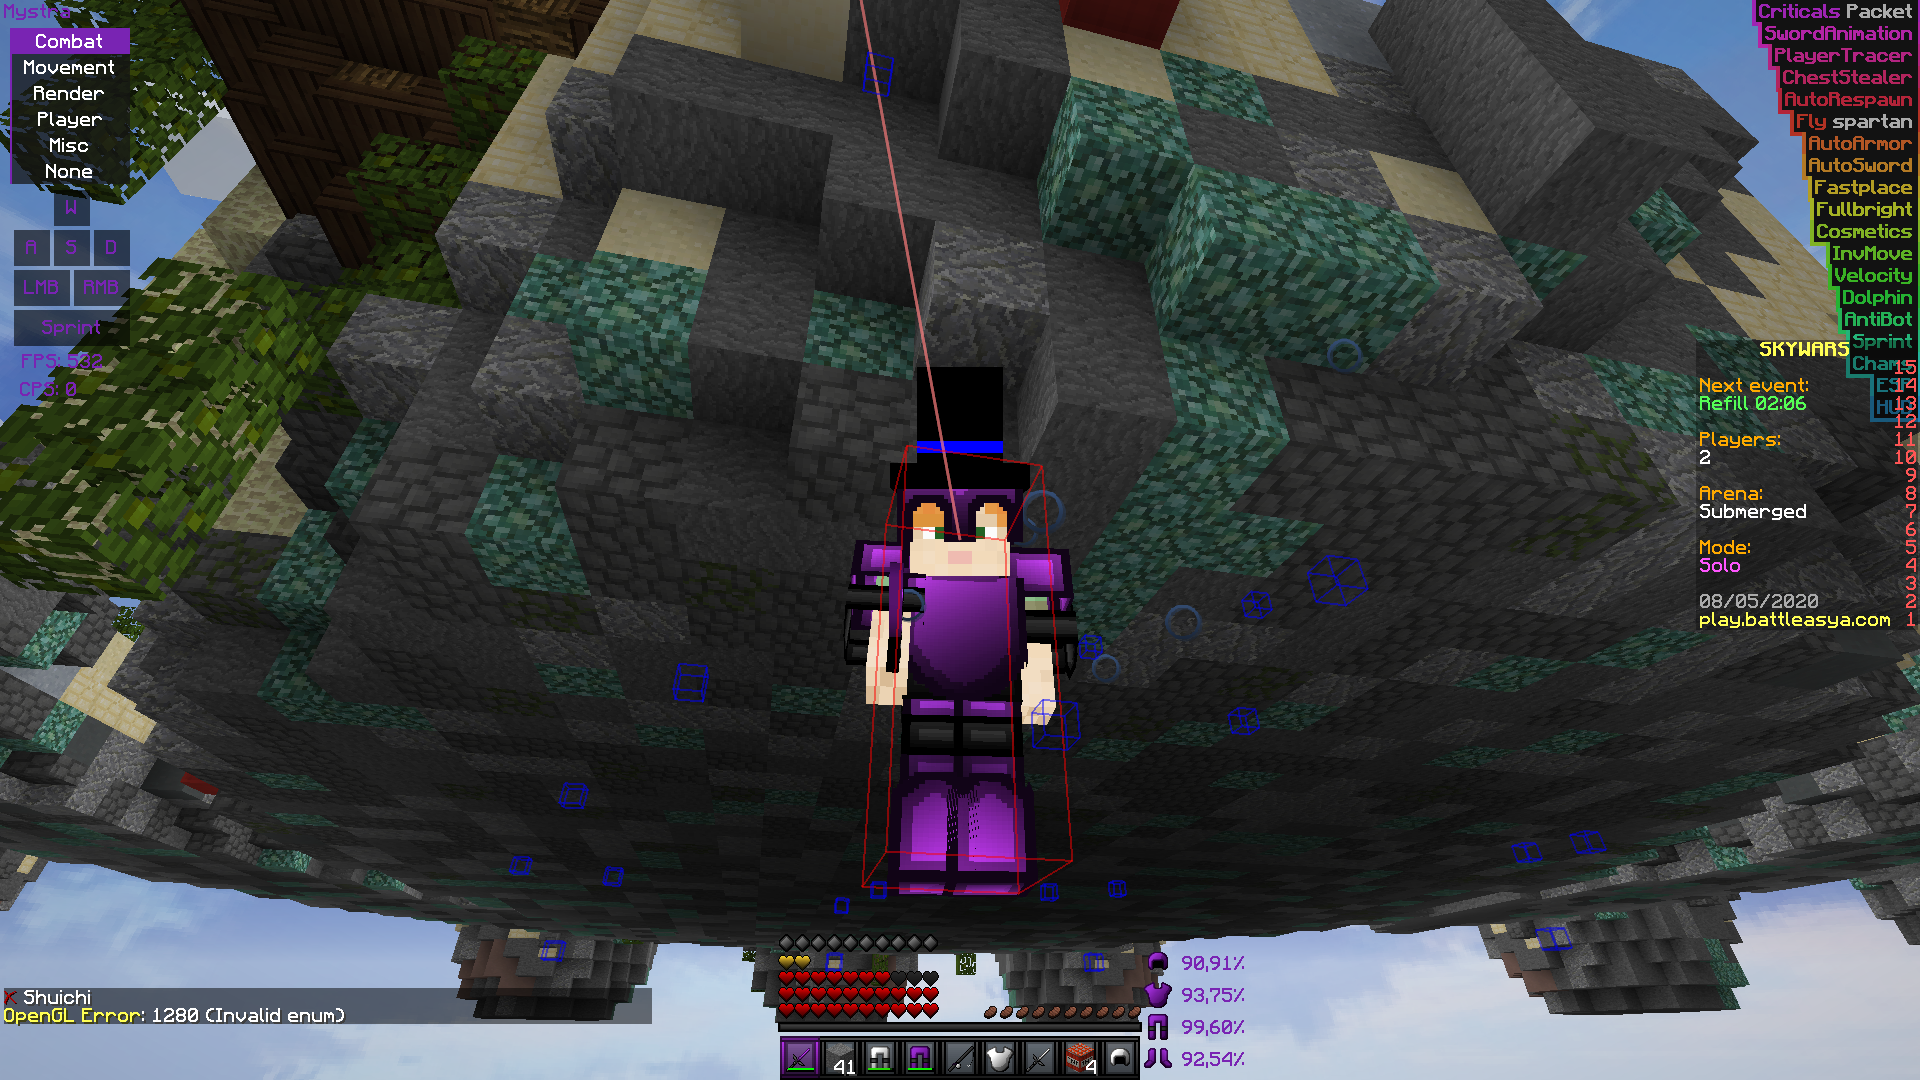 Mystra
Combat
Movement
Render
Player
Misc
None
W
A S D
LMB RMB
Sprint
FPS: 532
CPS: 0
Criticals Packet
SwordAnimation
PlayerTracer
ChestStealer
AutoRespawn
Fly spartan
AutoArmor
AutoSword
Fastplace
Fullbright
Cosmetics
InvMove
Velocity
Dolphin
AntiBot
Sprint
Chams
ESP
HUD
SKYWARS
15
Next event: 14
Refill 02:06 13
12
Players: 11
2 10
9
Arena: 8
Submerged 7
6
Mode: 5
Solo 4
3
08/05/2020 2
play.battleasya.com 1
X Shuichi
OpenGL Error: 1280 (Invalid enum)
90,91%
93,75%
99,60%
92,54%
41
4